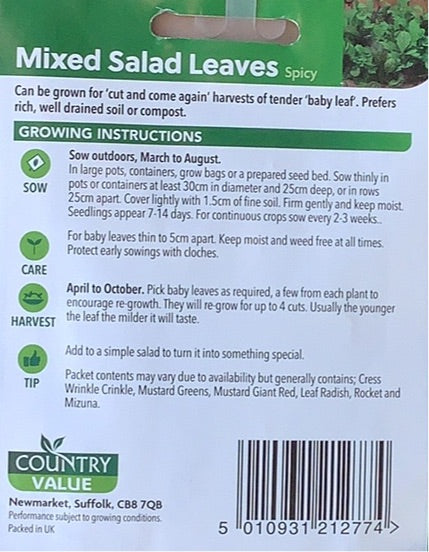 Mixed Salad Leaves Spicy
Can be grown for 'cut and come again' harvests of tender 'baby leaf'. Prefers
rich, well drained soil or compost.
GROWING INSTRUCTIONS
SOW
Sow outdoors, March to August.
In large pots, containers, grow bags or a prepared seed bed. Sow thinly in
pots or containers at least 30cm in diameter and 25cm deep, or in rows
25cm apart. Cover lightly with 1.5cm of fine soil. Firm gently and keep moist.
Seedlings appear 7-14 days. For continuous crops sow every 2-3 weeks..
CARE
For baby leaves thin to 5cm apart. Keep moist and weed free at all times.
Protect early sowings with cloches.
HARVEST
April to October. Pick baby leaves as required, a few from each plant to
encourage re-growth. They will re-grow for up to 4 cuts. Usually the younger
the leaf the milder it will taste.
TIP
Add to a simple salad to turn it into something special.
Packet contents may vary due to availability but generally contains; Cress
Wrinkle Crinkle, Mustard Greens, Mustard Giant Red, Leaf Radish, Rocket and
Mizuna.
COUNTRY
VALUE
Newmarket, Suffolk, CB8 7QB
Performance subject to growing conditions.
Packed in UK
5 010931 212774 >